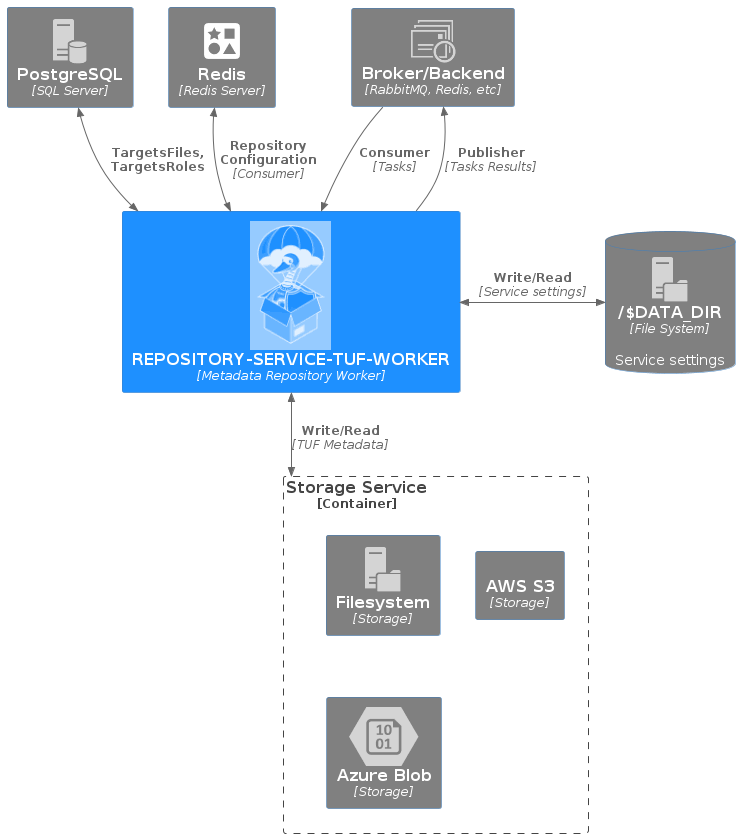 PostgreSQL
[SQL Server]
Redis
[Redis Server]
Broker/Backend
[RabbitMQ, Redis, etc]
TargetsFiles,
TargetsRoles
Repository
Configuration
[Consumer]
Consumer
[Tasks]
Publisher
[Tasks Results]
REPOSITORY-SERVICE-TUF-WORKER
[Metadata Repository Worker]
Write/Read
[Service settings]
/$DATA_DIR
[File System]
Service settings
Write/Read
[TUF Metadata]
Storage Service
[Container]
Filesystem
[Storage]
AWS S3
[Storage]
10
01
Azure Blob
[Storage]